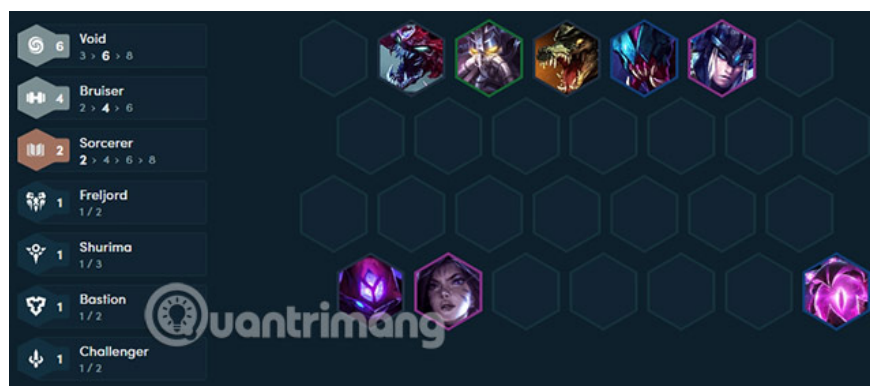 6 Void
3 > 6 > 8
4 Bruiser
2 > 4 > 6
2 Sorcerer
2 > 4 > 6 > 8
1 Freljord
1 / 2
1 Shurima
1 / 3
1 Bastion
1 / 2
1 Challenger
1 / 2
Quantrimang